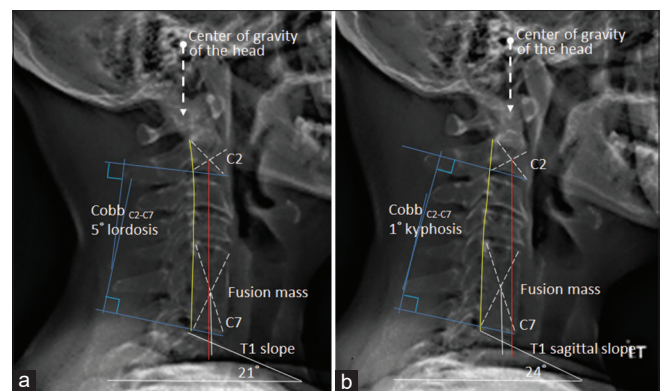 Center of gravity
of the head
C2
Cobb C2-C7
5° lordosis
Fusion mass
C7
T1 slope
21°
a
Center of gravity
of the head
C2
Cobb C2-C7
1° kyphosis
Fusion mass
C7
T1 sagittal slope
24°
b